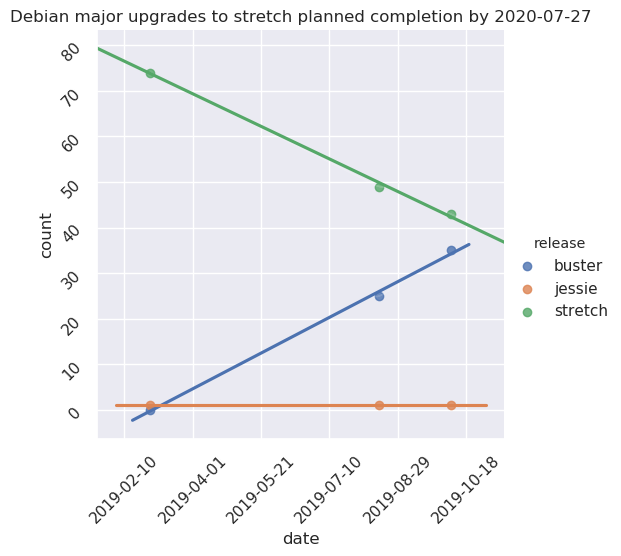 Debian major upgrades to stretch planned completion by 2020-07-27
80
70
60
50
40
30
20
10
0
count
2019-02-10
2019-04-01
2019-05-21
2019-07-10
2019-08-29
2019-10-18
date
release
buster
jessie
stretch